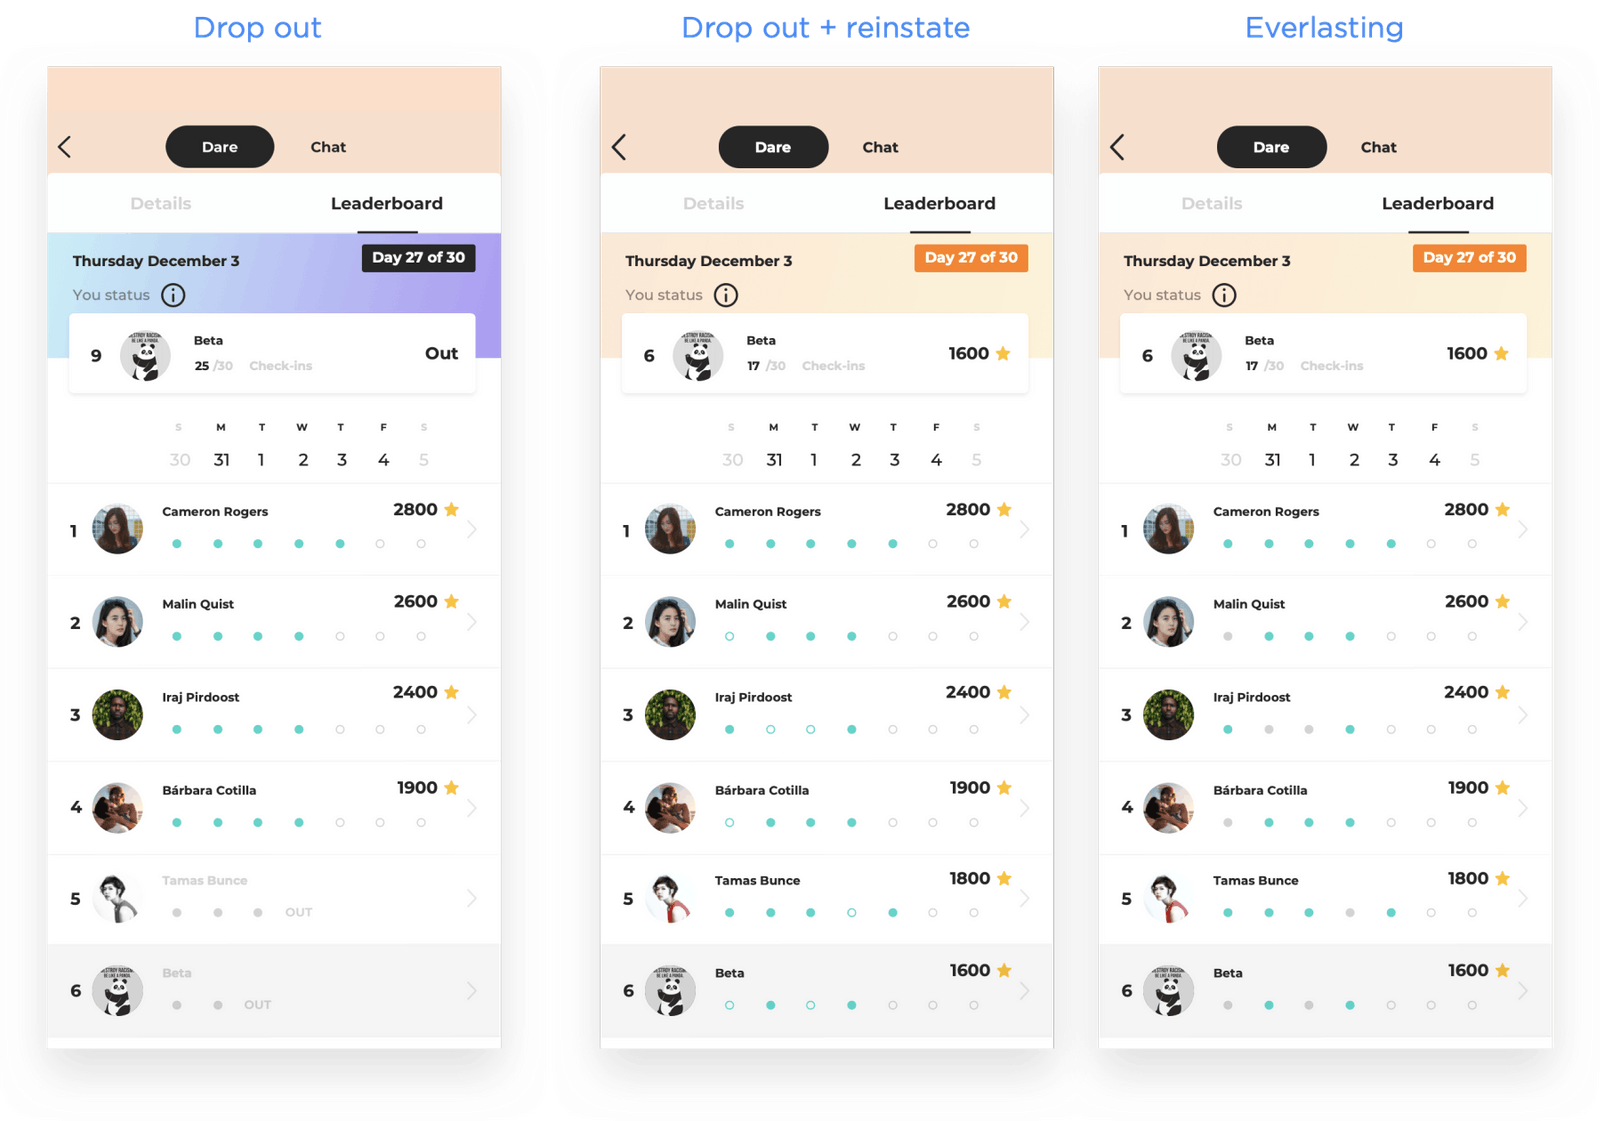 Drop out
Dare
Chat
Details
Leaderboard
Thursday December 3
Day 27 of 30
You status
9
Beta
25 /30 Check-ins
Out
S M T W T F S
30 31 1 2 3 4 5
1
Cameron Rogers
2800
2
Malin Quist
2600
3
Iraj Pirdoost
2400
4
Bárbara Cotilla
1900
5
Tamas Bunce
OUT
6
Beta
OUT
Drop out + reinstate
Dare
Chat
Details
Leaderboard
Thursday December 3
Day 27 of 30
You status
6
Beta
17 /30 Check-ins
1600
S M T W T F S
30 31 1 2 3 4 5
1
Cameron Rogers
2800
2
Malin Quist
2600
3
Iraj Pirdoost
2400
4
Bárbara Cotilla
1900
5
Tamas Bunce
1800
6
Beta
1600
Everlasting
Dare
Chat
Details
Leaderboard
Thursday December 3
Day 27 of 30
You status
6
Beta
17 /30 Check-ins
1600
S M T W T F S
30 31 1 2 3 4 5
1
Cameron Rogers
2800
2
Malin Quist
2600
3
Iraj Pirdoost
2400
4
Bárbara Cotilla
1900
5
Tamas Bunce
1800
6
Beta
1600